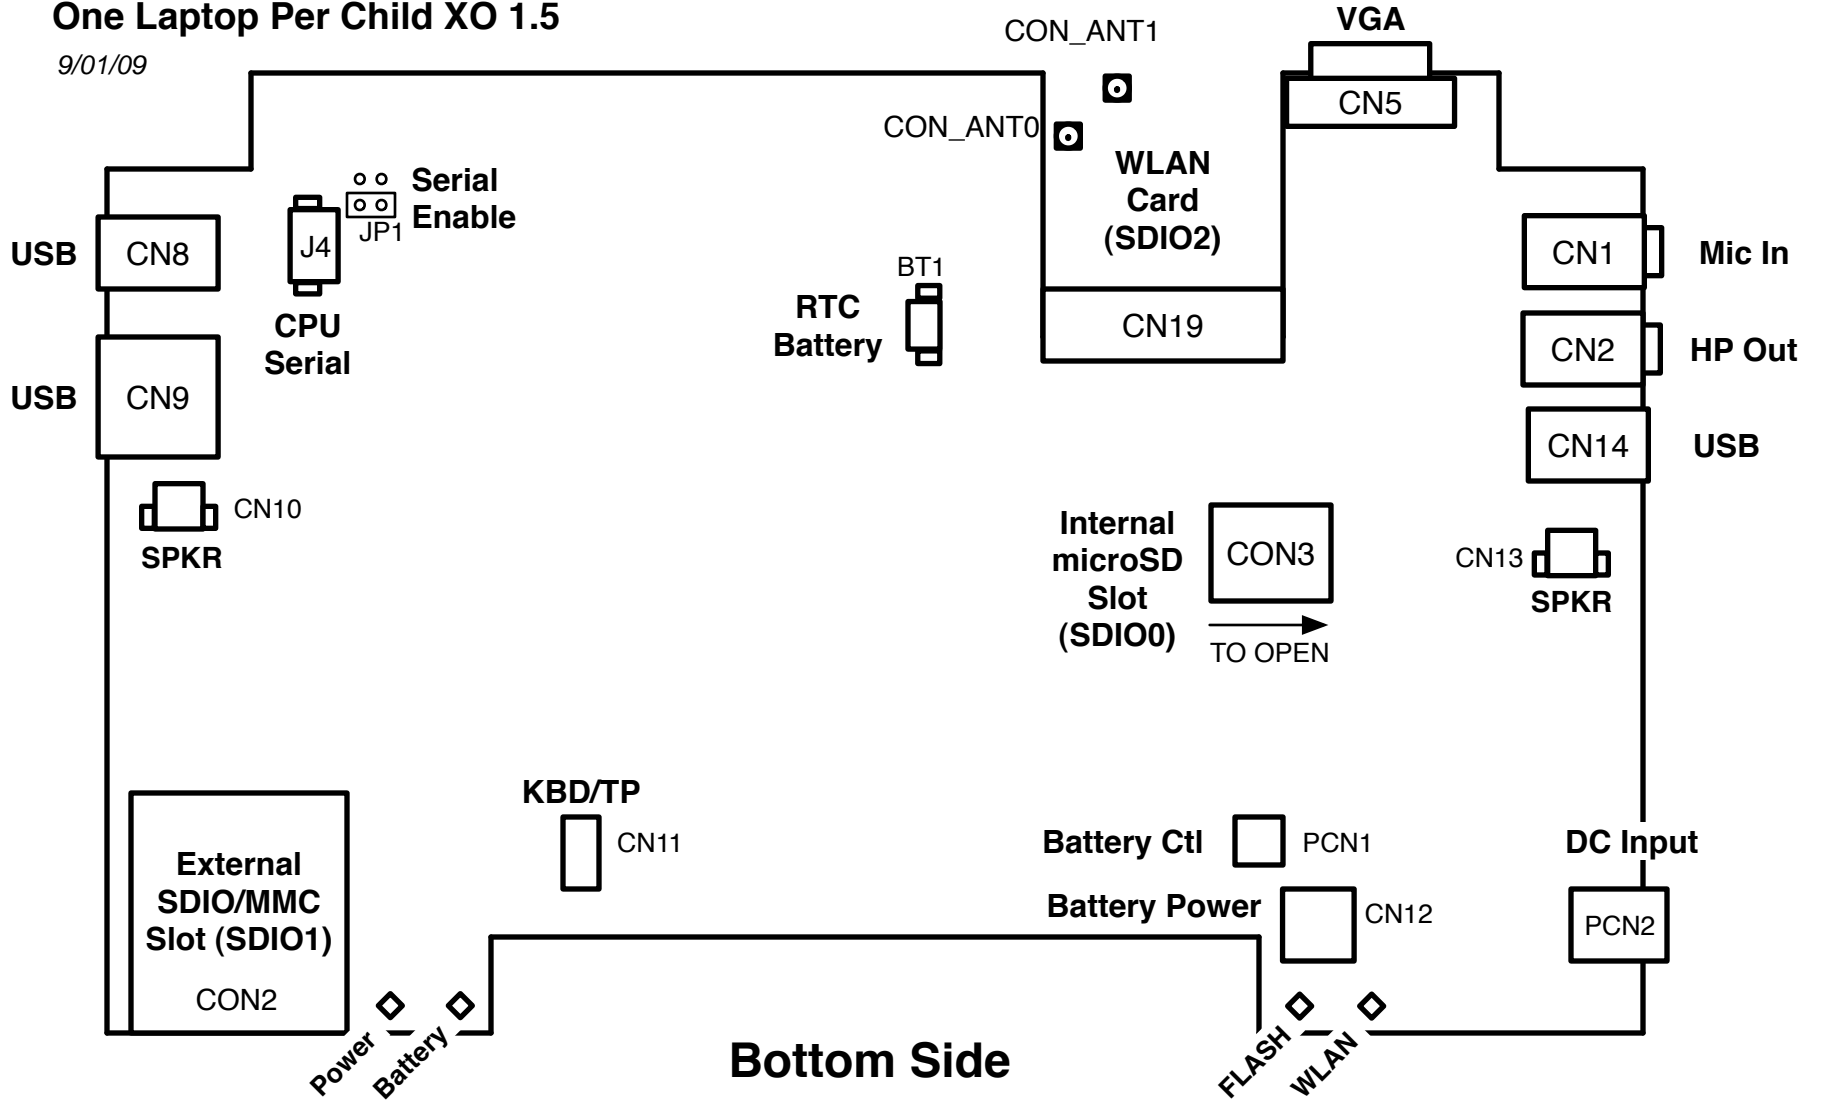 One Laptop Per Child XO 1.5
9/01/09
CON_ANT1
VGA
CN5
CON_ANT0
WLAN
Card
(SDIO2)
Serial
Enable
JP1
J4
CPU
Serial
USB
CN8
USB
CN9
BT1
RTC
Battery
CN19
CN1
Mic In
CN2
HP Out
CN14
USB
CN10
SPKR
Internal
microSD
Slot
(SDIO0)
CON3
TO OPEN
CN13
SPKR
KBD/TP
CN11
External
SDIO/MMC
Slot (SDIO1)
CON2
Battery Ctl
PCN1
DC Input
Battery Power
CN12
PCN2
Power
Battery
Bottom Side
FLASH
WLAN